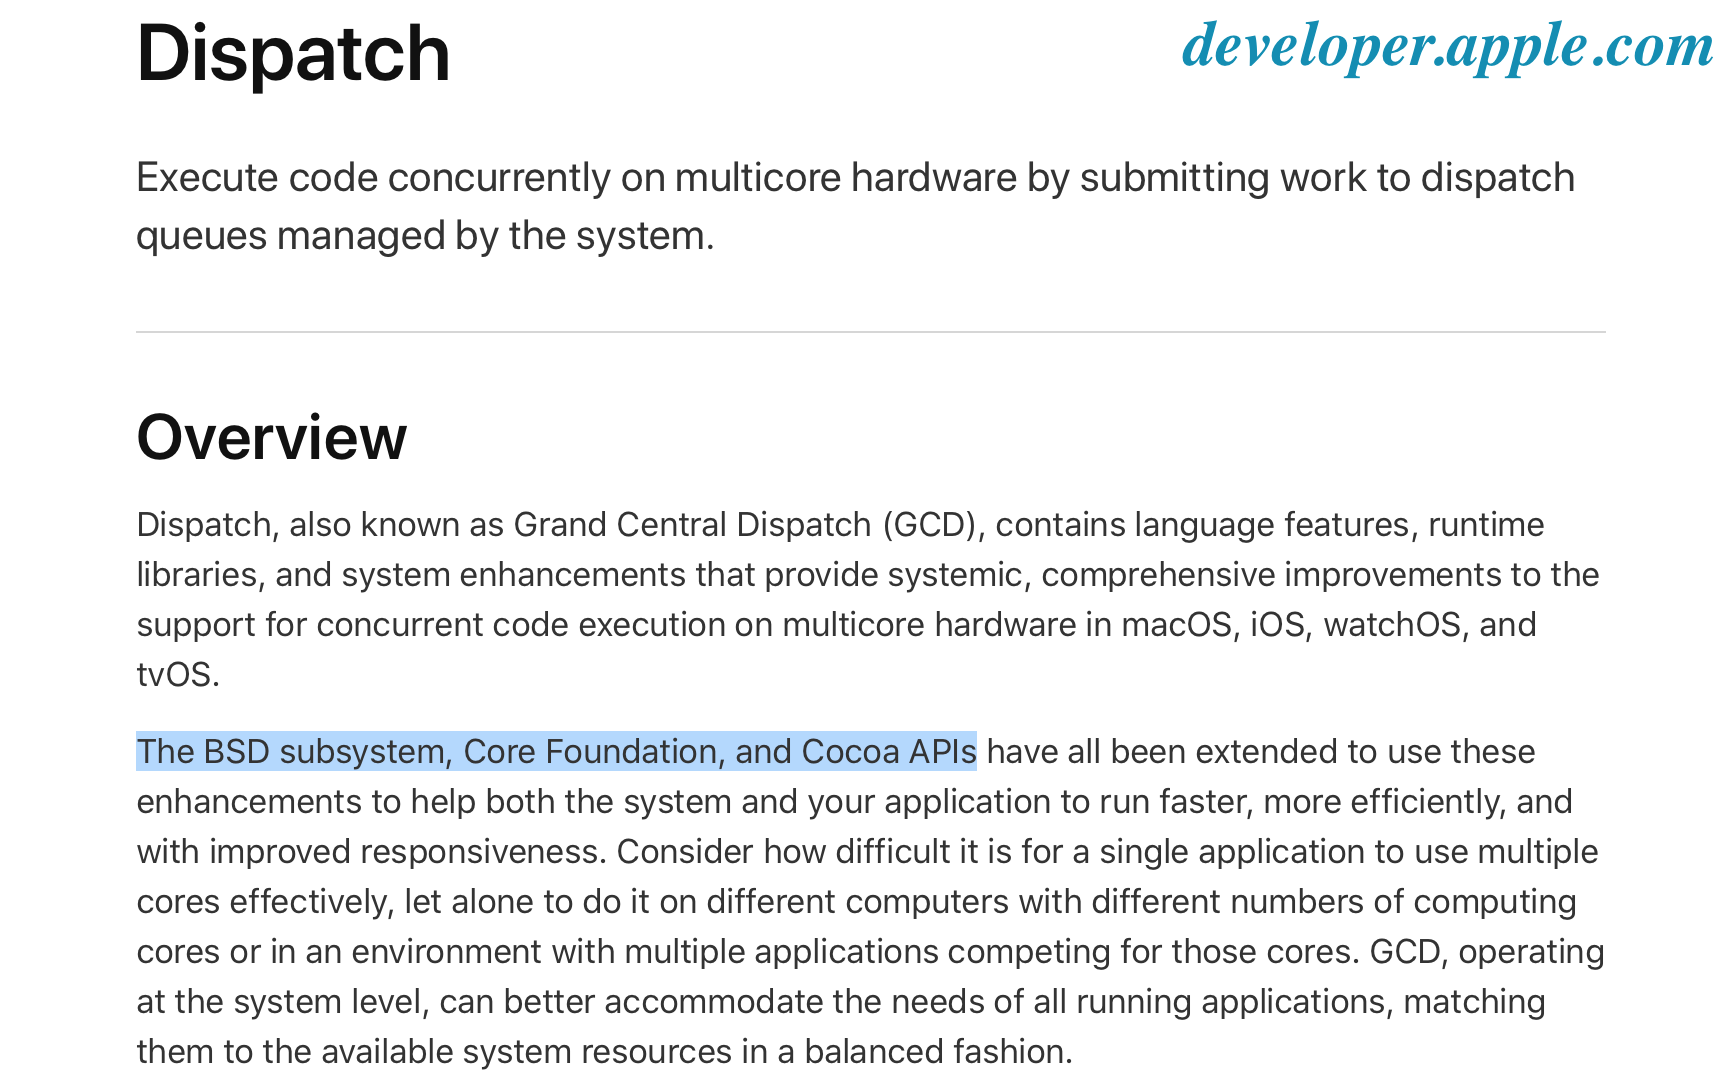 Dispatch
developer.apple.com
Execute code concurrently on multicore hardware by submitting work to dispatch
queues managed by the system.
Overview
Dispatch, also known as Grand Central Dispatch (GCD), contains language features, runtime
libraries, and system enhancements that provide systemic, comprehensive improvements to the
support for concurrent code execution on multicore hardware in macOS, iOS, watchOS, and
tvOS.
The BSD subsystem, Core Foundation, and Cocoa APIs have all been extended to use these
enhancements to help both the system and your application to run faster, more efficiently, and
with improved responsiveness. Consider how difficult it is for a single application to use multiple
cores effectively, let alone to do it on different computers with different numbers of computing
cores or in an environment with multiple applications competing for those cores. GCD, operating
at the system level, can better accommodate the needs of all running applications, matching
them to the available system resources in a balanced fashion.